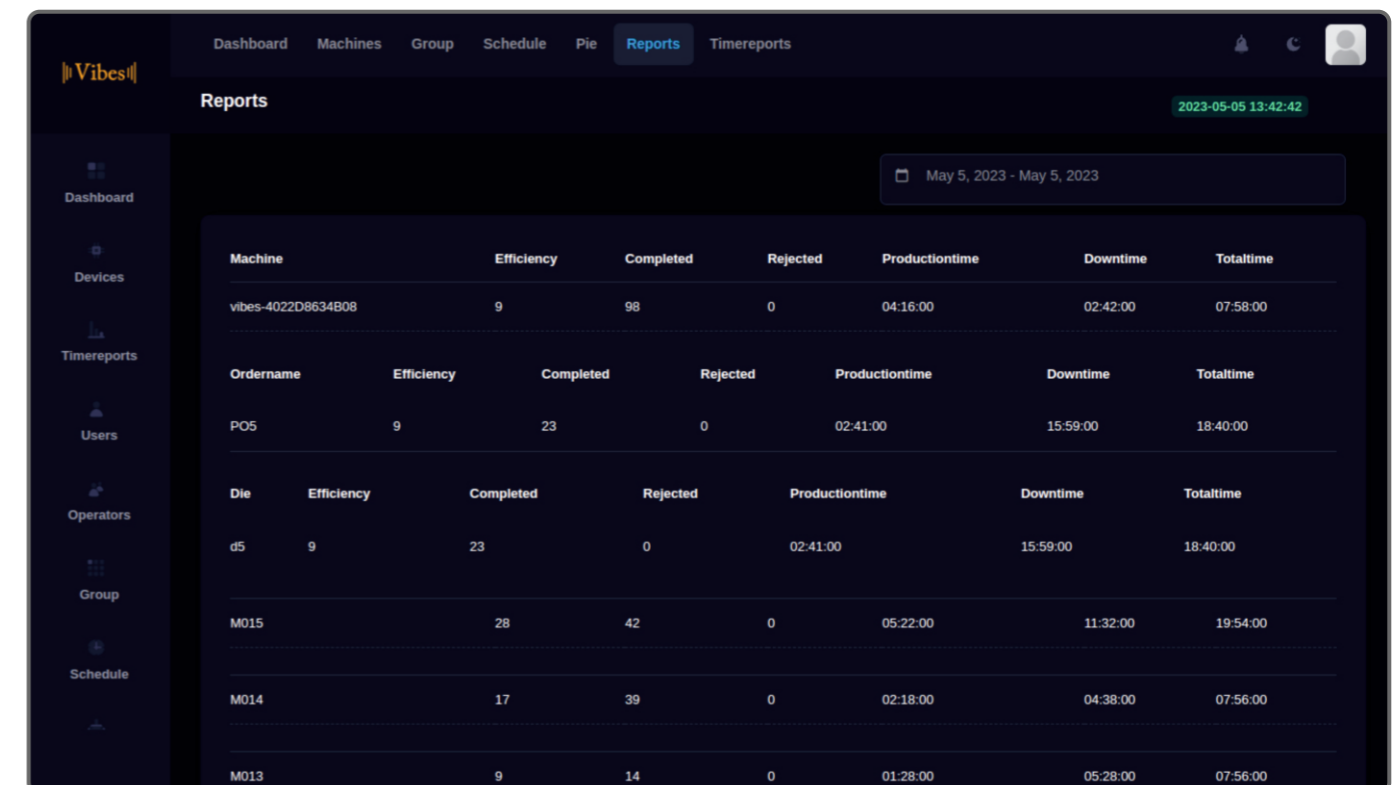 Vibes
Dashboard Machines Group Schedule Pie Reports Timereports
Reports
2023-05-05 13:42:42
Dashboard
Devices
Timereports
Users
Operators
Group
Schedule
May 5, 2023 - May 5, 2023
Machine Efficiency Completed Rejected Productiontime Downtime Totaltime
vibes-4022D8634B08 9 98 0 04:16:00 02:42:00 07:58:00
Ordername Efficiency Completed Rejected Productiontime Downtime Totaltime
PO5 9 23 0 02:41:00 15:59:00 18:40:00
Die Efficiency Completed Rejected Productiontime Downtime Totaltime
d5 9 23 0 02:41:00 15:59:00 18:40:00
M015 28 42 0 05:22:00 11:32:00 19:54:00
M014 17 39 0 02:18:00 04:38:00 07:56:00
M013 9 14 0 01:28:00 05:28:00 07:56:00